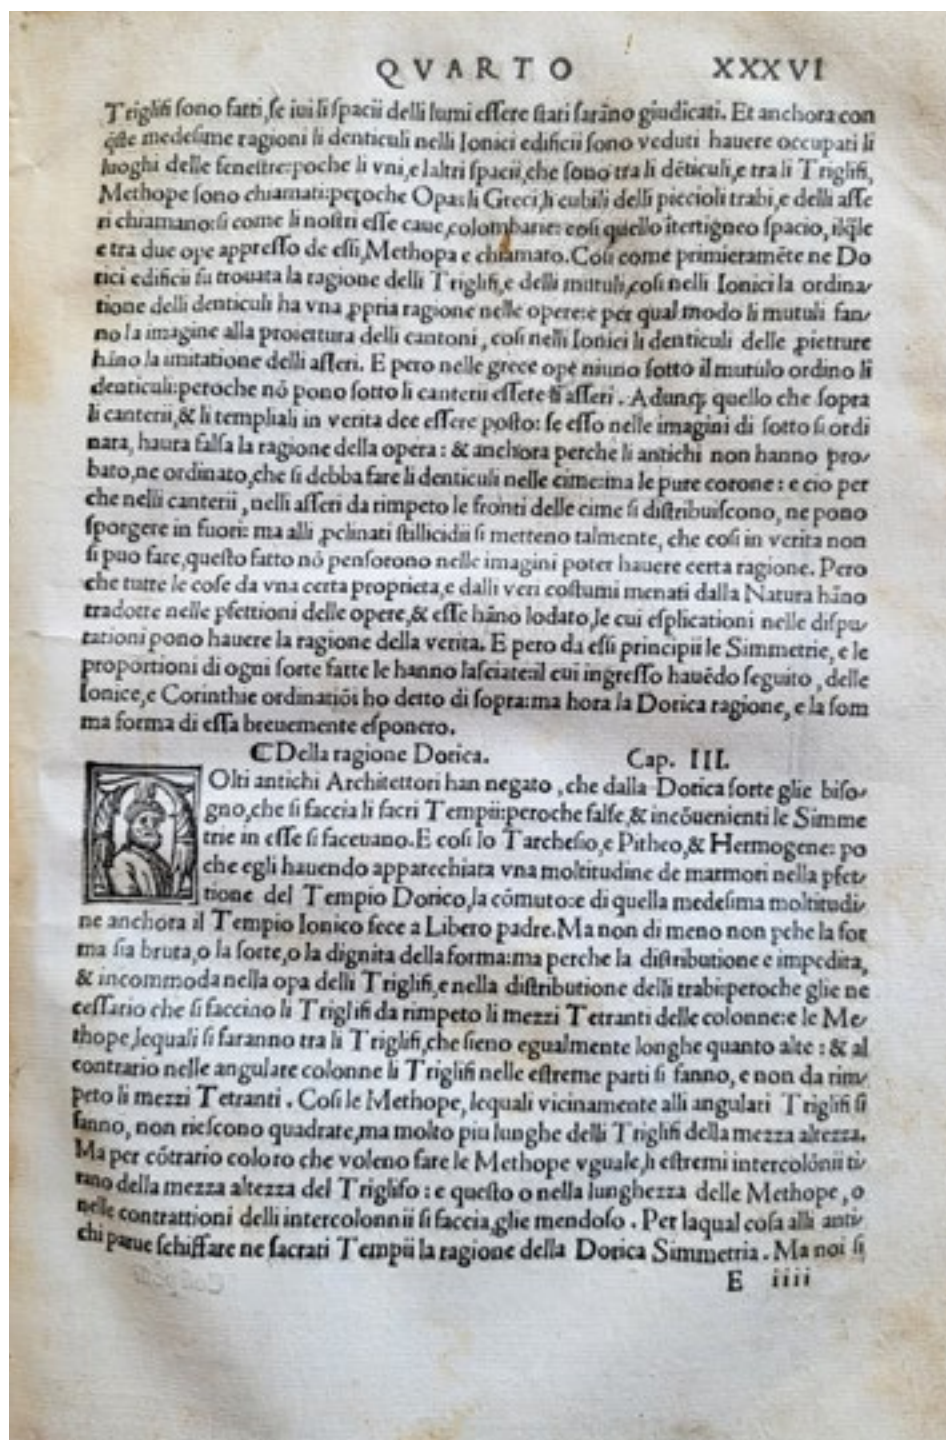 QVARTO XXXVI
Triglifi sono fatti, se iui li spacii delli lumi essere stati sarãno giudicati. Et anchora con
q̃ste medesime ragioni li denticuli nelli Ionici edificii sono veduti hauere occupati li
luoghi delle fenestre: poche li vni, e laltri spacii, che sono tra li dẽticuli, e tra li Triglifi,
Methope sono chiamati: peroche Opas li Greci, li cubili delli piccioli trabi, e delli asse
ri chiamano: si come li nostri esse caue, colombarie: cosi quello ĩtertigneo spacio, ilq̃le
e tra due ope appresso de essi, Methopa e chiamato. Cosi come primieramẽte ne Do
rici edificii fu trouata la ragione delli Triglifi, e delli mutuli, cosi nelli Ionici la ordina/
tione delli denticuli ha vna ꝓpria ragione nelle opere: e per qual modo li mutuli fan/
no la imagine alla proiettura delli cantoni, cosi nelli Ionici li denticuli delle ꝓietture
hãno la imitatione delli asseri. E pero nelle grece ope niuno sotto il mutulo ordino li
denticuli: peroche nõ pono sotto li canterii essere li asseri. Adunq; quello che sopra
li canterii, & li templiali in verita dee essere posto: se esso nelle imagini di sotto si ordi
nara, haura falsa la ragione della opera: & anchora perche li antichi non hanno pro/
bato, ne ordinato, che si debba fare li denticuli nelle cime: ma le pure corone: e cio per
che nelli canterii, nelli asseri da rimpeto le fronti delle cime si distribuiscono, ne pono
sporgere in fuori: ma alli ꝓclinati stillicidii si metteno talmente, che cosi in verita non
si puo fare, questo fatto nõ pensorono nelle imagini poter hauere certa ragione. Pero
che tutte le cose da vna certa proprieta, e dalli veri costumi menati dalla Natura hãno
tradotte nelle pfettioni delle opere, & esse hãno lodato, le cui esplicationi nelle dispu/
tationi pono hauere la ragione della verita. E pero da essi principii le Simmetrie, e le
proportioni di ogni sorte fatte le hanno lasciate: il cui ingresso hauẽdo seguito, delle
Ionice, e Corinthie ordinatiõi ho detto di sopra: ma hora la Dorica ragione, e la som
ma forma di essa breuemente esponero.
C Della ragione Dorica. Cap. III.
Olti antichi Architettori han negato, che dalla Dorica sorte glie biso/
gno, che si faccia li sacri Tempii: peroche false, & incõuenienti le Simme
trie in esse si faceuano. E cosi lo Tarchesio, e Pitheo, & Hermogene: po
che egli hauendo apparechiata vna moltitudine de marmori nella pfet/
tione del Tempio Dorico, la cõmuto: e di quella medesima moltitudi/
ne anchora il Tempio Ionico fece a Libero padre. Ma non di meno non pche la for
ma sia bruta, o la sorte, o la dignita della forma: ma perche la distributione e impedita,
& incommoda nella opa delli Triglifi, e nella distributione delli trabi: peroche glie ne
cessario che si faccino li Triglifi da rimpeto li mezzi Tetranti delle colonne: e le Me/
thope, lequali si faranno tra li Triglifi, che sieno egualmente longhe quanto alte: & al
contrario nelle angulare colonne li Triglifi nelle estreme parti si fanno, e non da rim/
peto li mezzi Tetranti. Cosi le Methope, lequali vicinamente alli angulari Triglifi si
fanno, non riescono quadrate, ma molto piu lunghe delli Triglifi della mezza altezza.
Ma per cõtrario coloro che voleno fare le Methope vguale, li estremi intercolõnii ti/
rano della mezza altezza del Triglifo: e questo o nella lunghezza delle Methope, o
nelle contrattioni delli intercolonnii si faccia, glie mendoso. Per laqual cosa alli anti/
chi parue schiffare ne sacrati Tempii la ragione della Dorica Simmetria. Ma noi si
E iiii